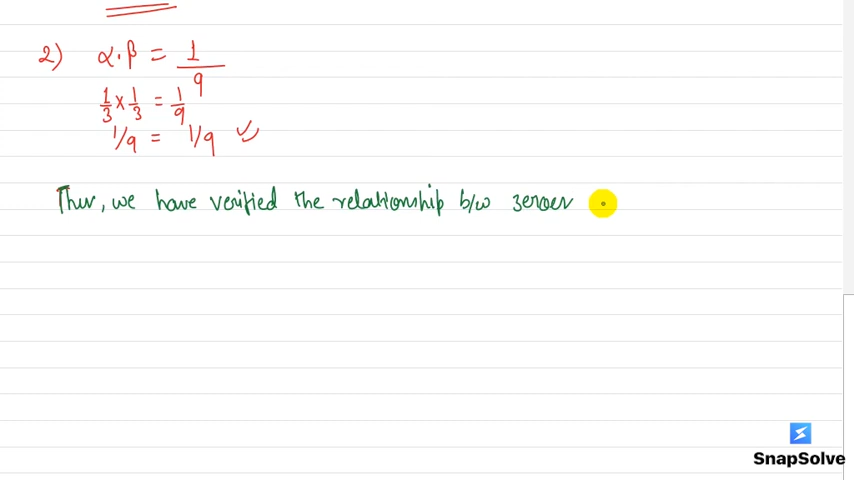 2) α.β = 1/9
1/3 × 1/3 = 1/9
1/9 = 1/9 ✓
Thus, we have verified the relationship b/w zeroes
SnapSolve